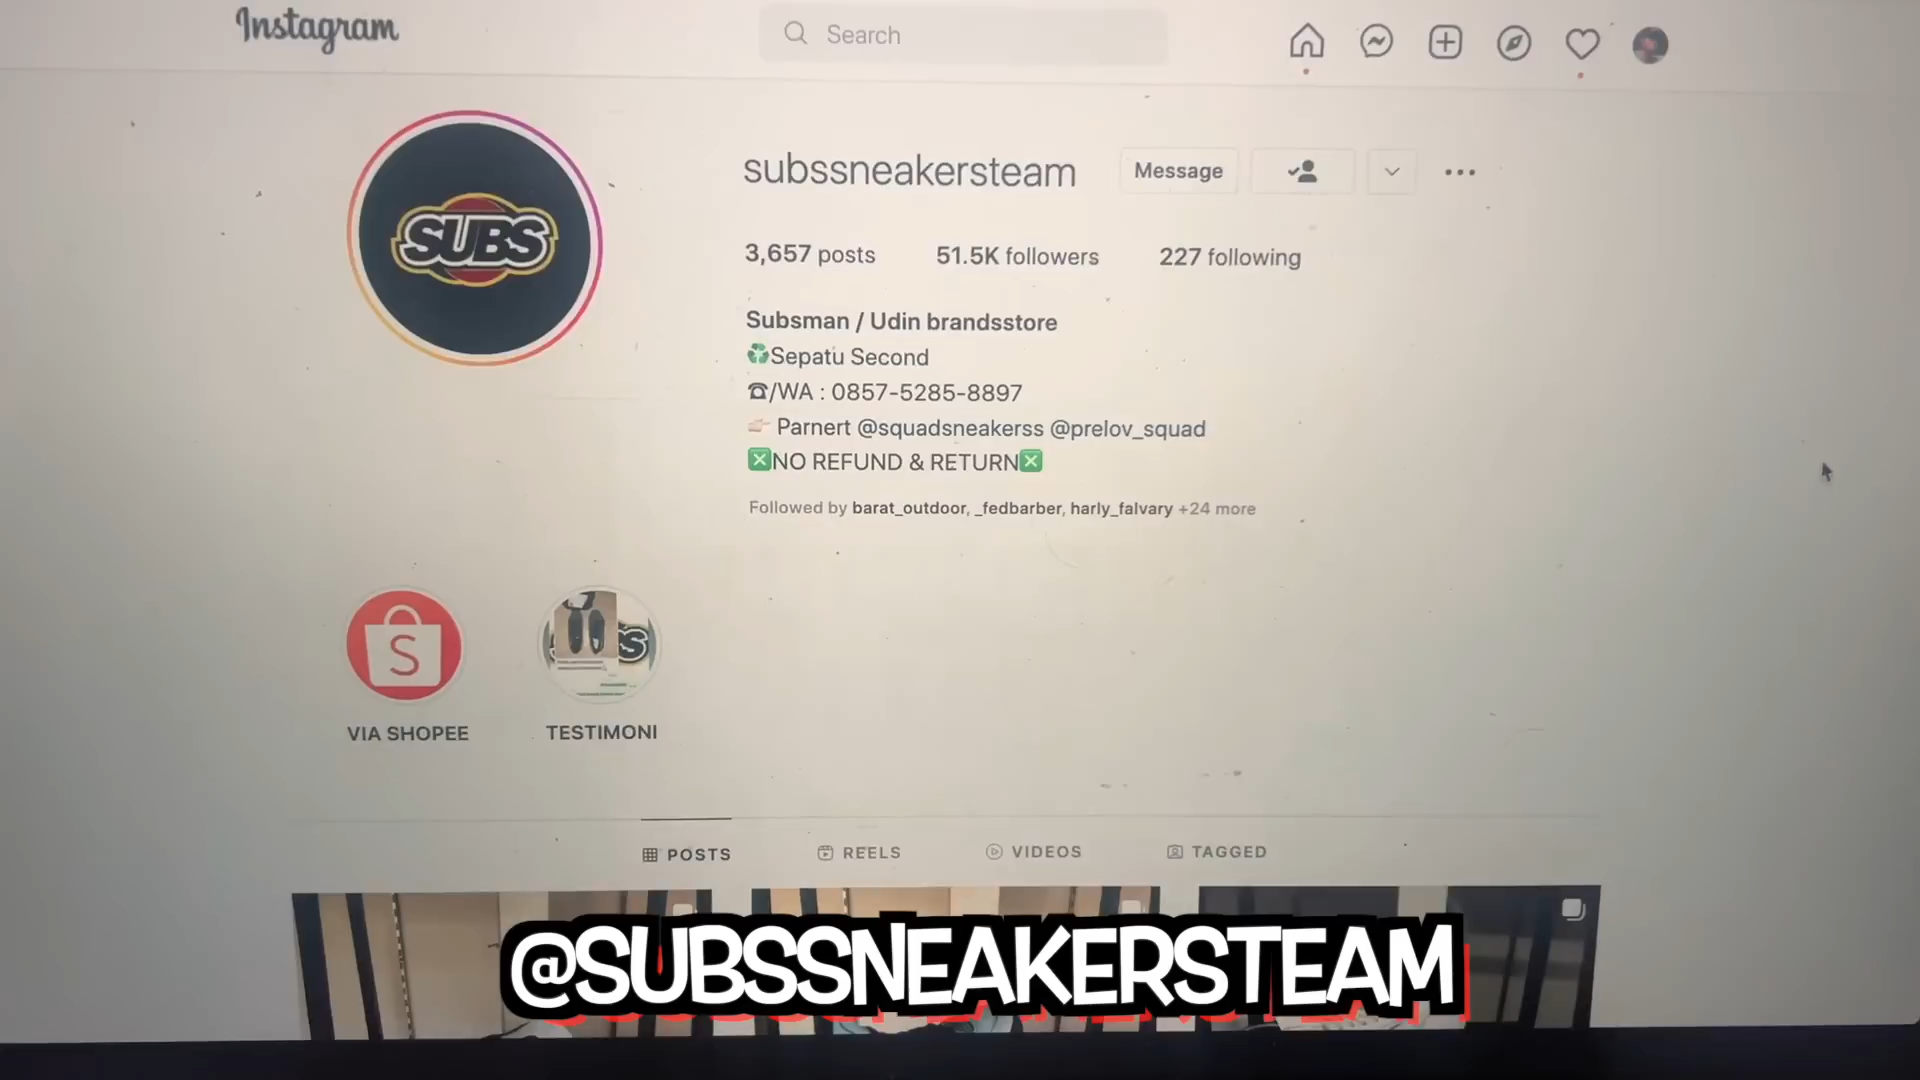 Instagram
Search
SUBS
subssneakersteam
Message
3,657 posts
51.5K followers
227 following
Subsman / Udin brandsstore
♻Sepatu Second
☎/WA : 0857-5285-8897
👉 Parnert @squadsneakerss @prelov_squad
❎NO REFUND & RETURN❎
Followed by barat_outdoor, _fedbarber, harly_falvary +24 more
S
VIA SHOPEE
TESTIMONI
POSTS
REELS
VIDEOS
TAGGED
@SUBSSNEAKERSTEAM